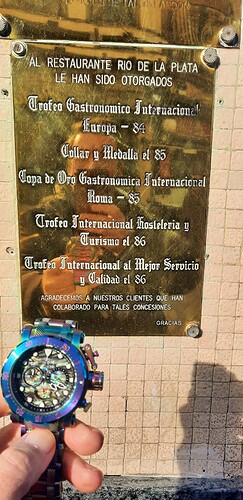 AL RESTAURANTE RIO DE LA PLATA
LE HAN SIDO OTORGADOS
Trofeo Gastronomico Internacional
Europa - 84
Collar y Medalla el 85
Copa de Oro Gastronomica Internacional
Roma - 85
Trofeo Internacional Hosteleria y
Turismo el 86
Trofeo Internacional al Mejor Servicio
y Calidad el 86
AGRADECEMOS A NUESTROS CLIENTES QUE HAN
COLABORADO PARA TALES CONCESIONES
GRACIAS